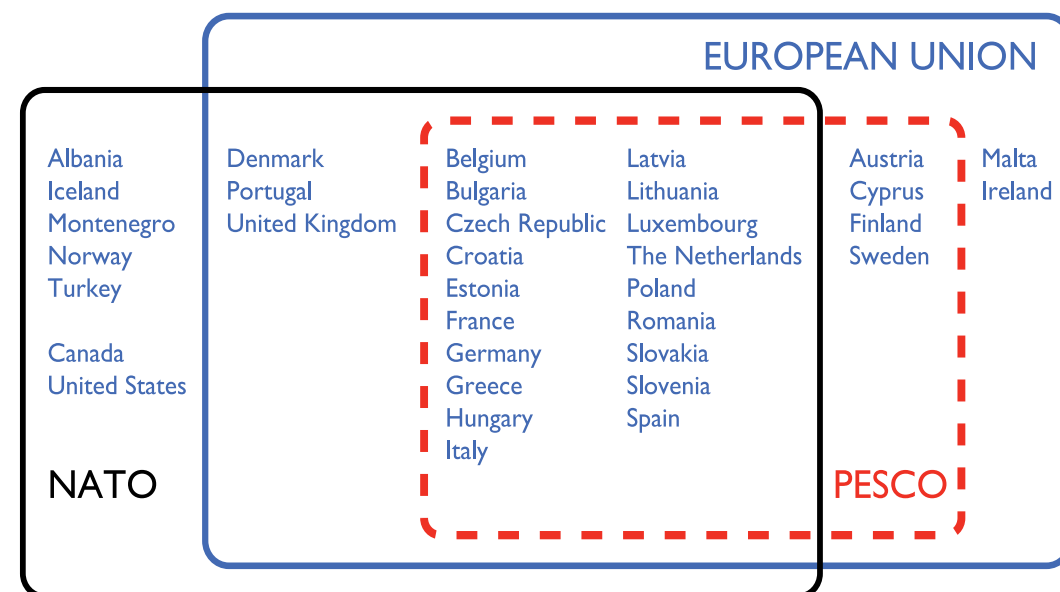 EUROPEAN UNION
Albania
Iceland
Montenegro
Norway
Turkey
Canada
United States
NATO
Denmark
Portugal
United Kingdom
Belgium
Bulgaria
Czech Republic
Croatia
Estonia
France
Germany
Greece
Hungary
Italy
Latvia
Lithuania
Luxembourg
The Netherlands
Poland
Romania
Slovakia
Slovenia
Spain
Austria
Cyprus
Finland
Sweden
PESCO
Malta
Ireland